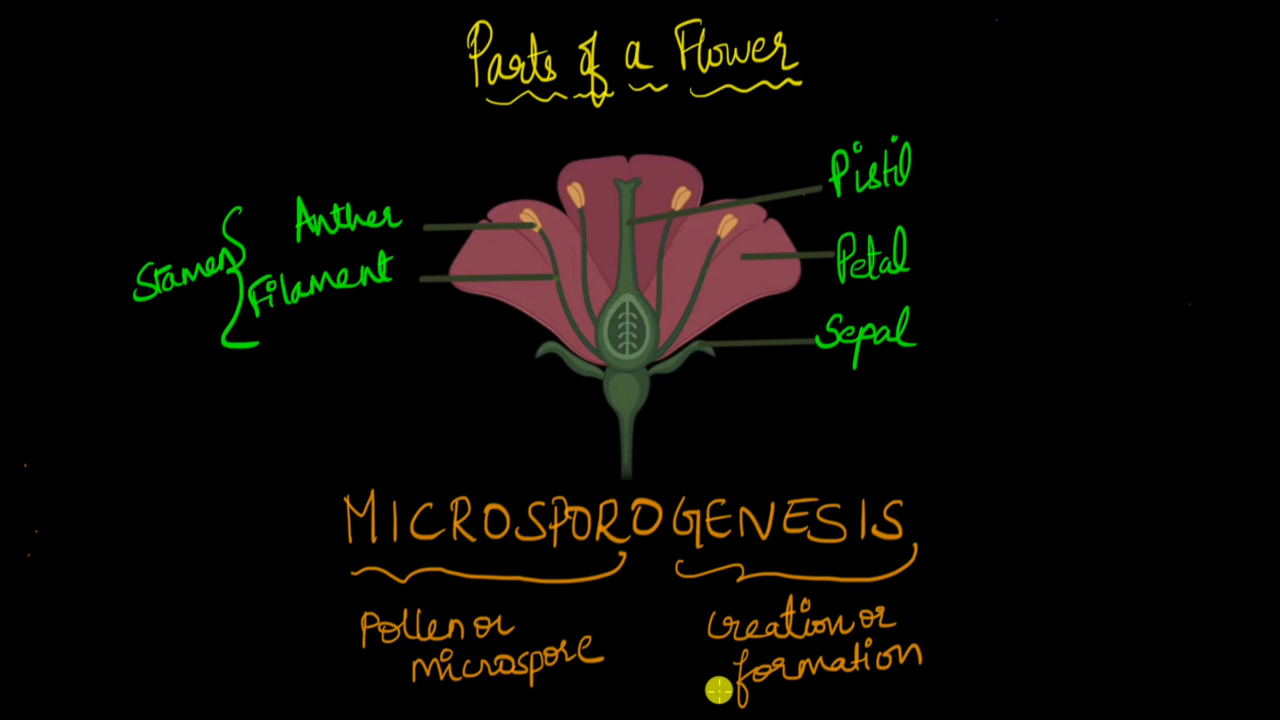 Parts of a Flower
Pistil
Anther
Stamen
Filament
Petal
Sepal
MICROSPOROGENESIS
Pollen or
microspore
Creation or
formation